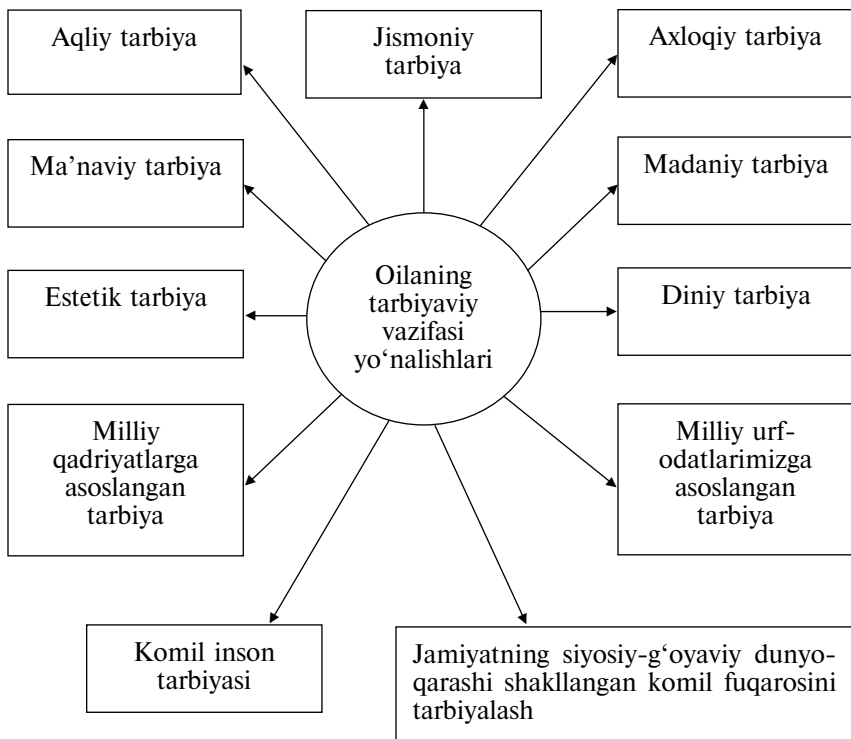 Aqliy tarbiya
Jismoniy
tarbiya
Axloqiy tarbiya
Ma’naviy tarbiya
Madaniy tarbiya
Oilaning
tarbiyaviy
vazifasi
yo‘nalishlari
Estetik tarbiya
Diniy tarbiya
Milliy
qadriyatlarga
asoslangan
tarbiya
Milliy urf-
odatlarimizga
asoslangan
tarbiya
Komil inson
tarbiyasi
Jamiyatning siyosiy-g‘oyaviy dunyo-
qarashi shakllangan komil fuqarosini
tarbiyalash